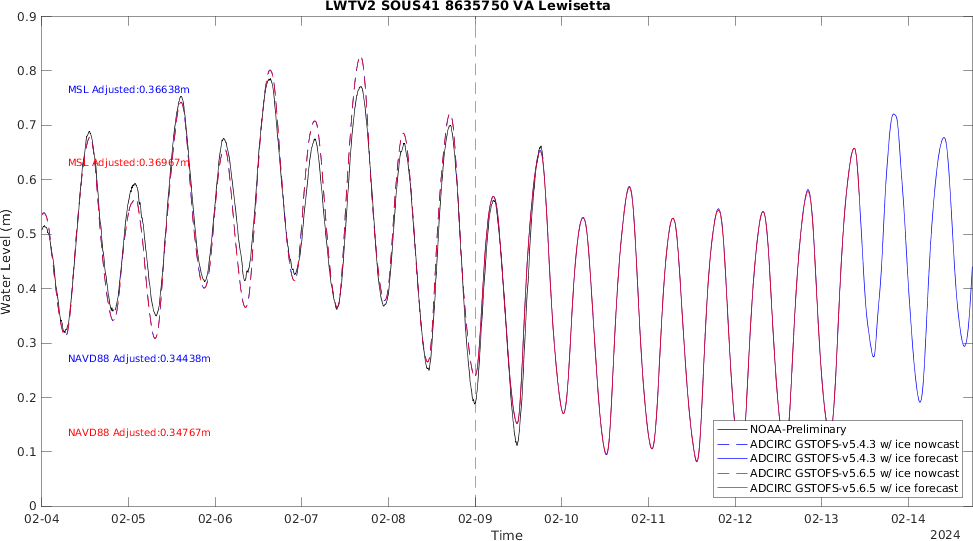 LWTV2 SOUS41 8635750 VA Lewisetta
0.9
0.8
0.7
0.6
0.5
0.4
0.3
0.2
0.1
0
Water Level (m)
MSL Adjusted:0.36638m
MSL Adjusted:0.36967m
NAVD88 Adjusted:0.34438m
NAVD88 Adjusted:0.34767m
NOAA-Preliminary
ADCIRC GSTOFS-v5.4.3 w/ ice nowcast
ADCIRC GSTOFS-v5.4.3 w/ ice forecast
ADCIRC GSTOFS-v5.6.5 w/ ice nowcast
ADCIRC GSTOFS-v5.6.5 w/ ice forecast
02-04 02-05 02-06 02-07 02-08 02-09 02-10 02-11 02-12 02-13 02-14
Time
2024